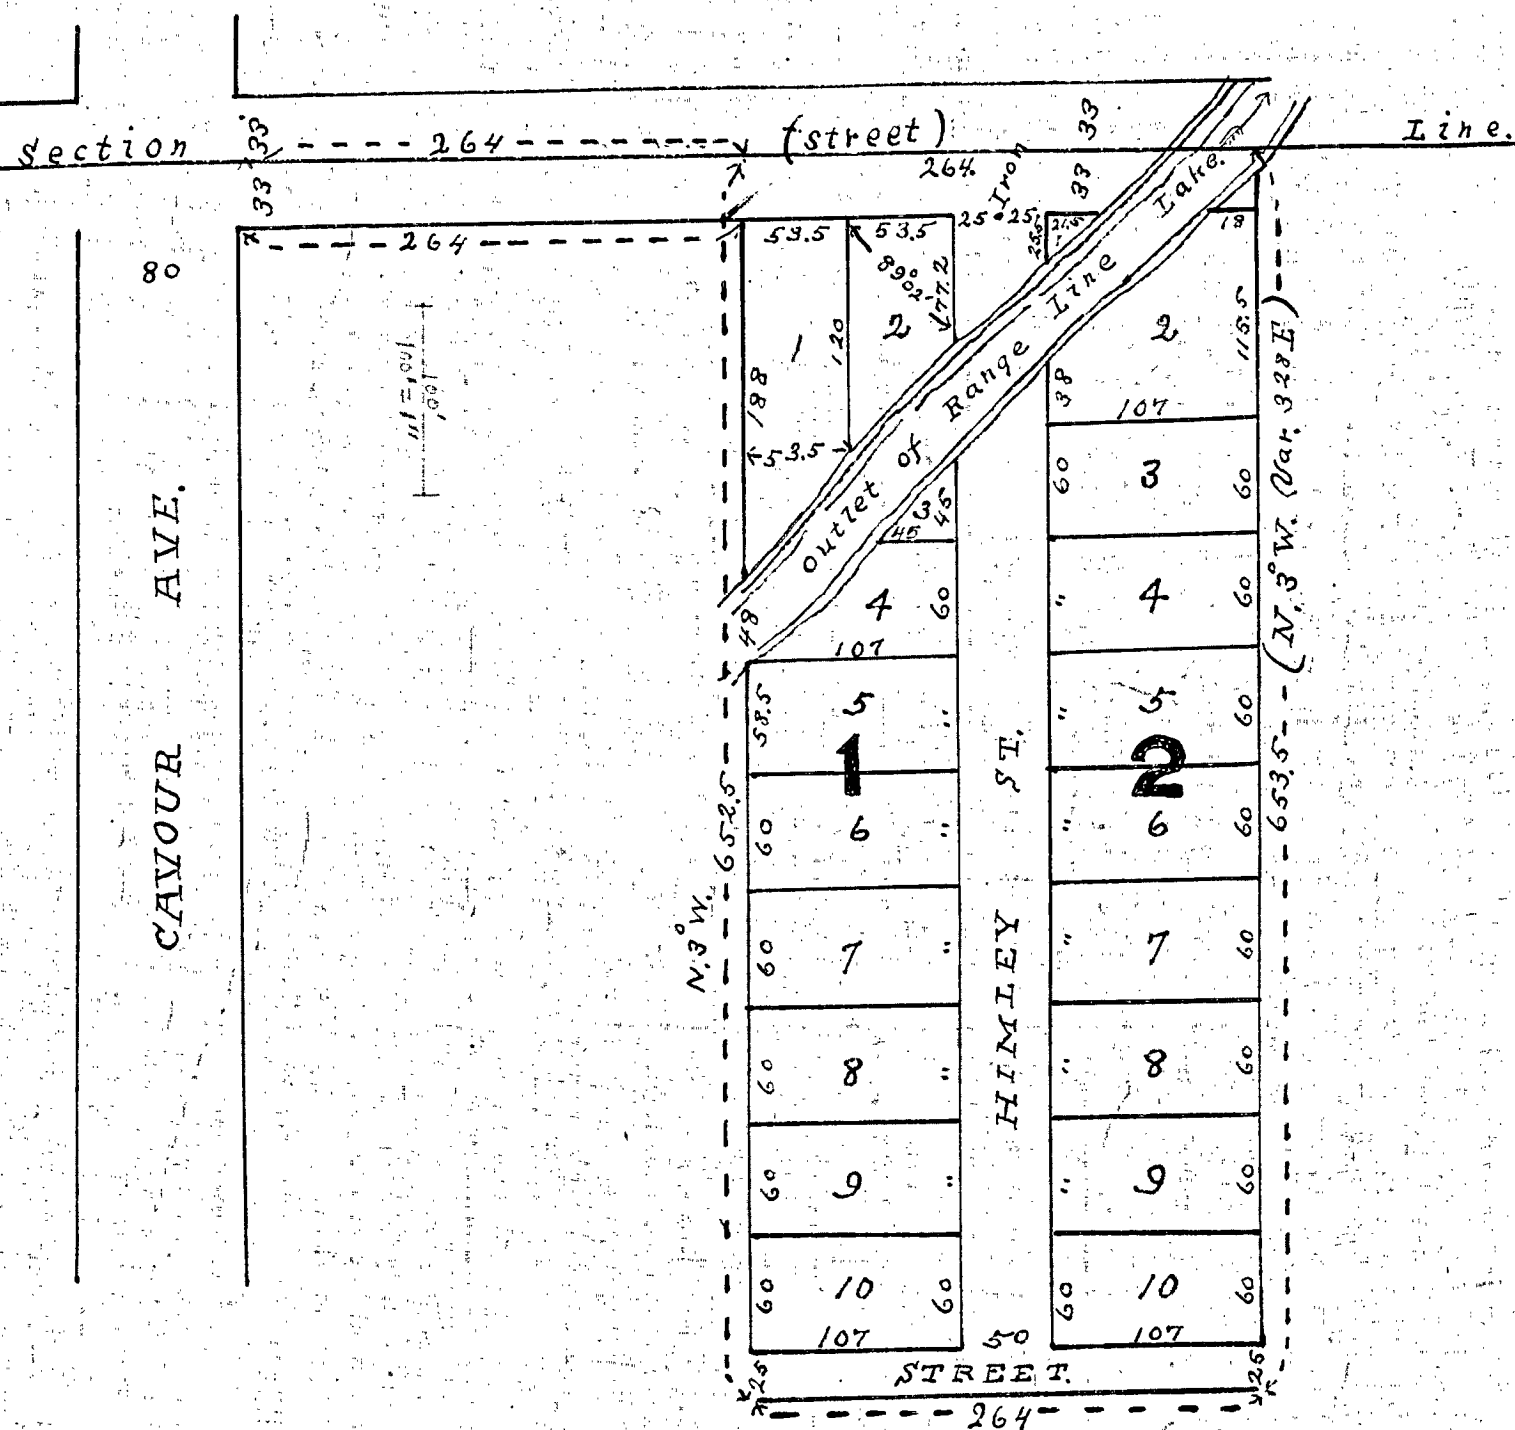 Section 33 264 (street) 33 Line.
33 264. Iron 33 Lake.
264 53.5 53.5 25 25 25.5 21.5 18
80 89° 02' 77.2
1 120 2 Line 2 115.5
1"=100' 100' 188 Range 38 107
53.5 of 60 3 60
Outlet 3 45
45
48 4 60 " 4 60
107
(N. 3° W. Var. 328 E)
58.5 5 " " 5 60
1 2
652.5 653.5
60 6 " " 6 60
N. 3° W.
60 7 " " 7 60
60 8 " " 8 60
60 9 " " 9 60
60 10 60 60 10 60
107 50 107
CAVOUR AVE.
HIMLEY ST.
25 STREET. 25
264